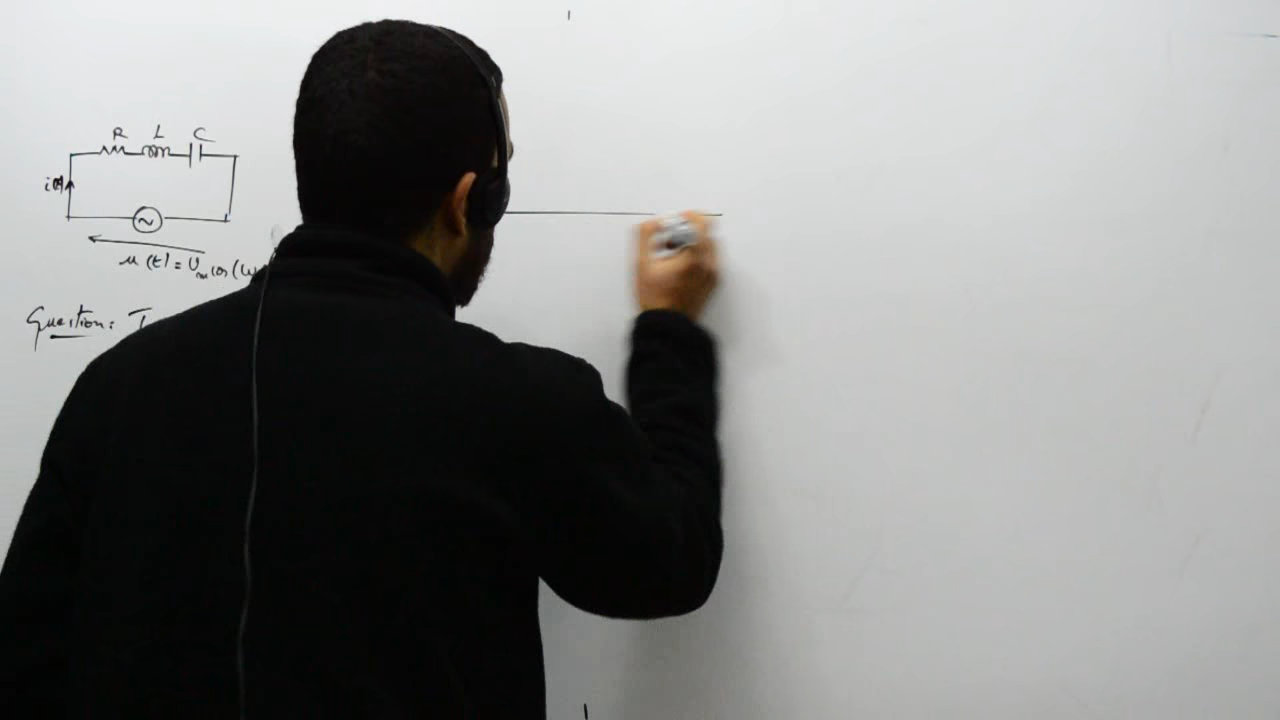 R L C
i(t)
~
u(t) = U_m cos(ω
Question: